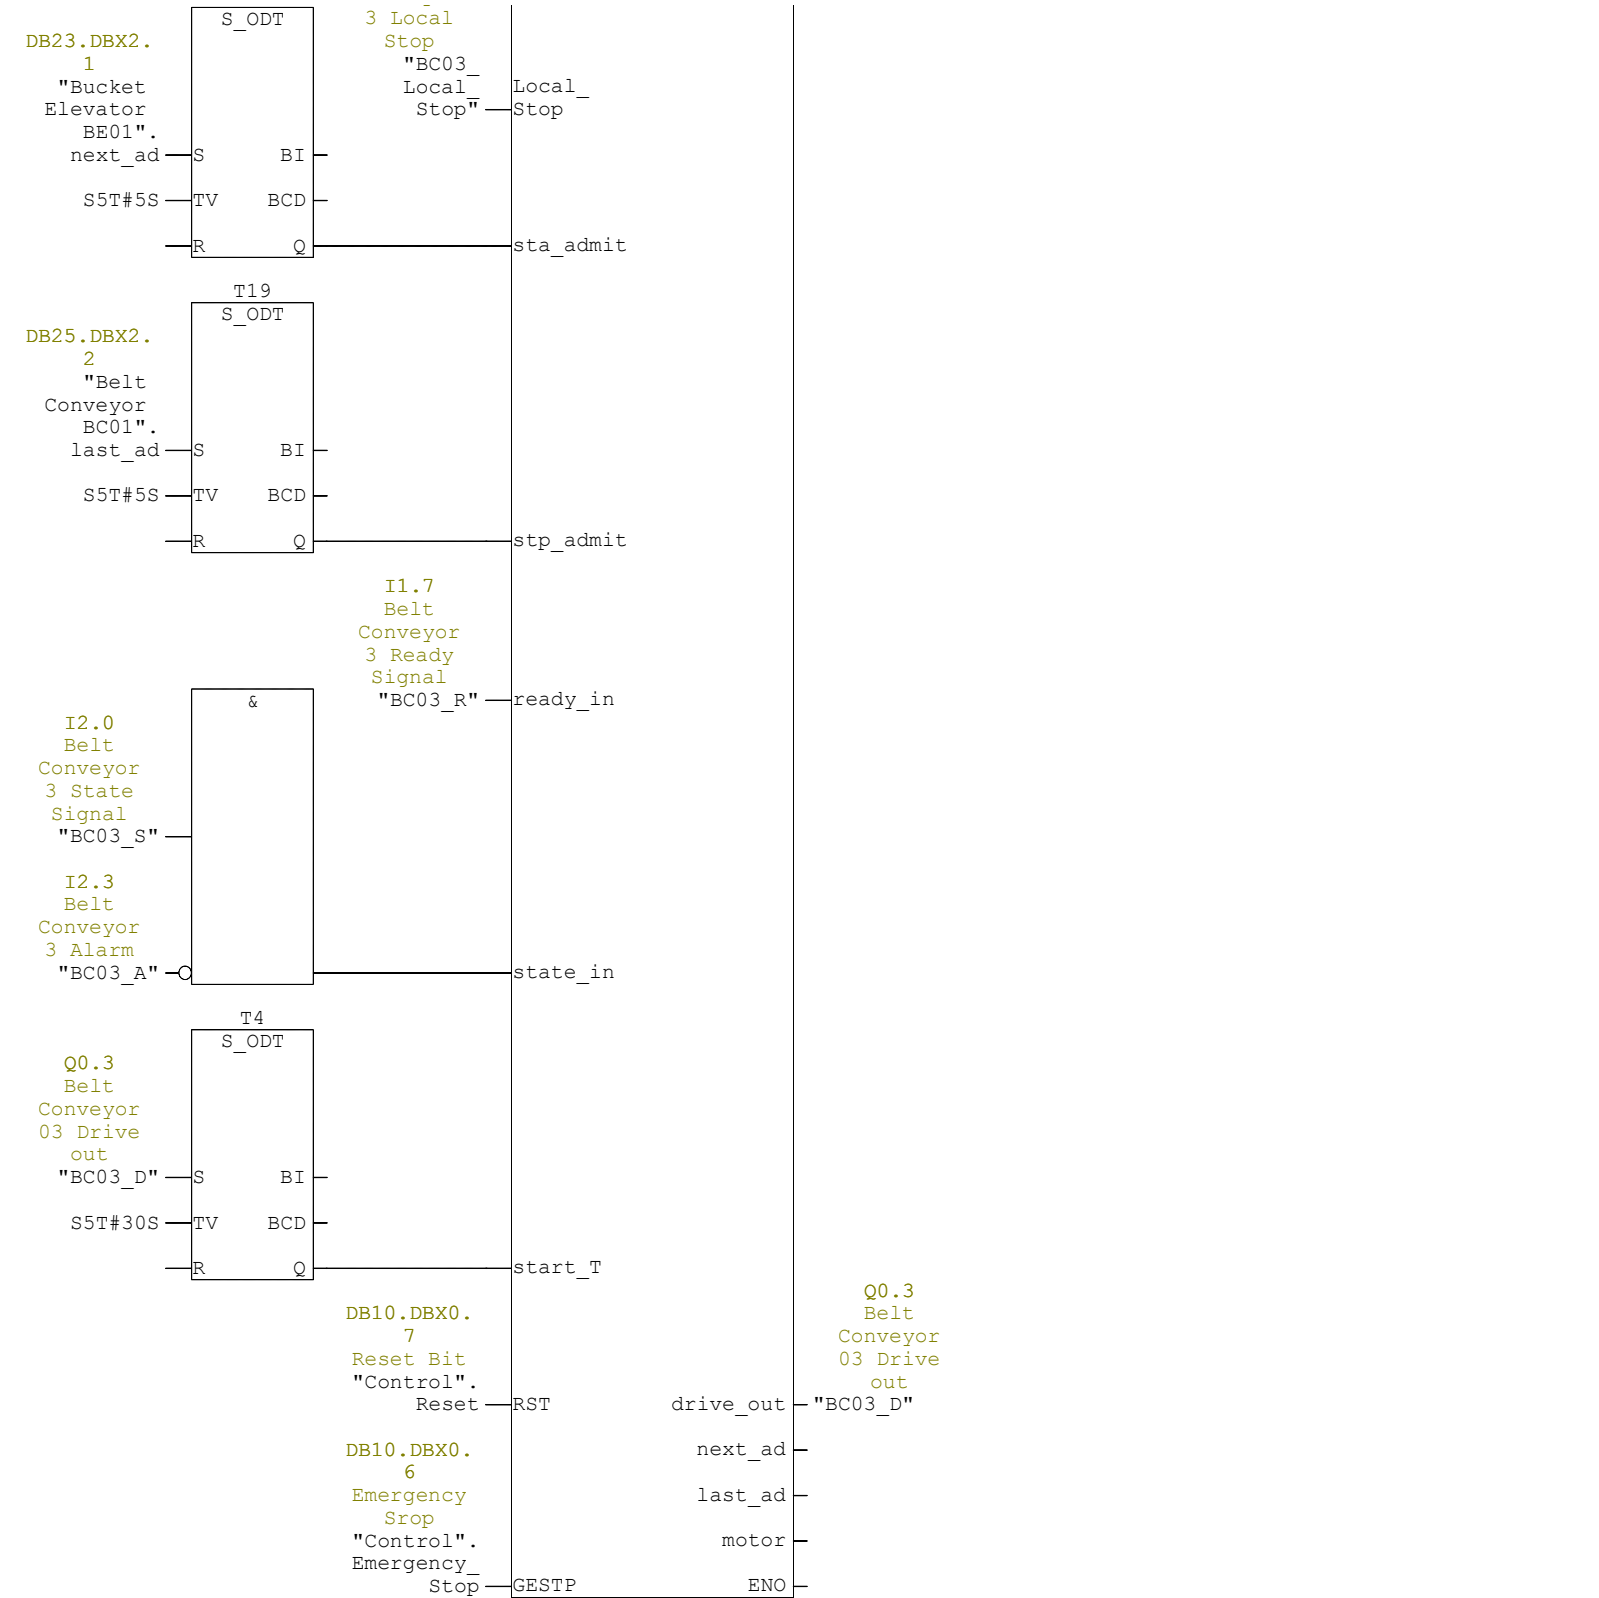 S_ODT
DB23.DBX2.
1
"Bucket
Elevator
BE01".
next_ad
S
BI
S5T#5S
TV
BCD
R
Q
3 Local
Stop
"BC03_
Local_
Stop"
Local_
Stop
sta_admit
T19
S_ODT
DB25.DBX2.
2
"Belt
Conveyor
BC01".
last_ad
S
BI
S5T#5S
TV
BCD
R
Q
stp_admit
I1.7
Belt
Conveyor
3 Ready
Signal
"BC03_R"
ready_in
&
I2.0
Belt
Conveyor
3 State
Signal
"BC03_S"
I2.3
Belt
Conveyor
3 Alarm
"BC03_A"
state_in
T4
S_ODT
Q0.3
Belt
Conveyor
03 Drive
out
"BC03_D"
S
BI
S5T#30S
TV
BCD
R
Q
start_T
DB10.DBX0.
7
Reset Bit
"Control".
Reset
RST
Q0.3
Belt
Conveyor
03 Drive
out
drive_out
"BC03_D"
next_ad
DB10.DBX0.
6
Emergency
Srop
"Control".
Emergency_
Stop
GESTP
last_ad
motor
ENO